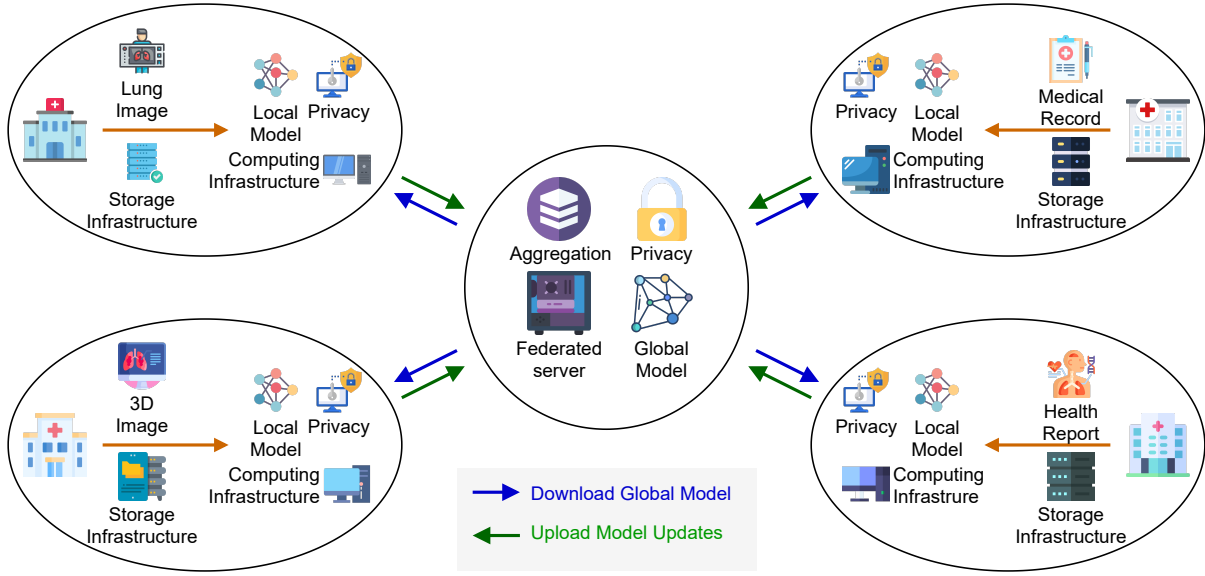 Lung
Image
Local
Model
Privacy
Computing
Infrastructure
Storage
Infrastructure
Privacy
Local
Model
Medical
Record
Computing
Infrastructure
Storage
Infrastructure
Aggregation
Privacy
Federated
server
Global
Model
3D
Image
Local
Model
Privacy
Computing
Infrastructure
Storage
Infrastructure
Privacy
Local
Model
Health
Report
Computing
Infrastrure
Storage
Infrastructure
Download Global Model
Upload Model Updates